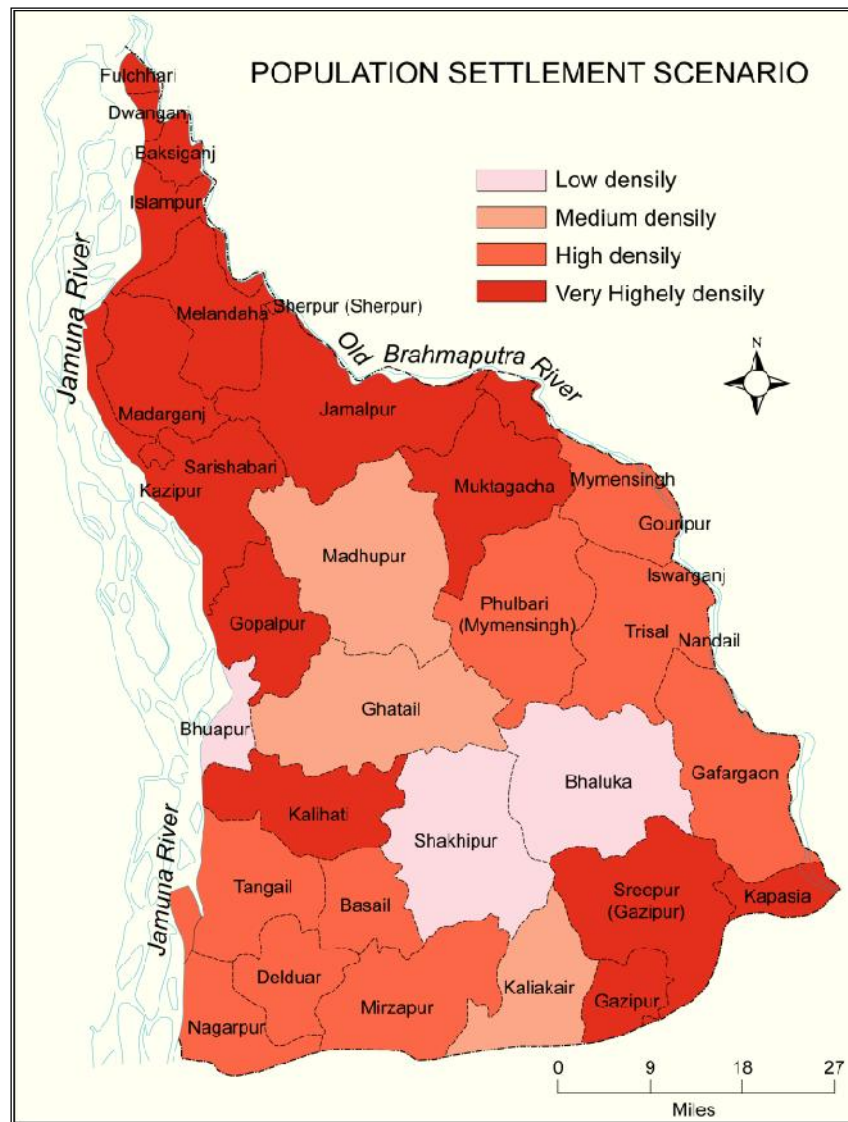 POPULATION SETTLEMENT SCENARIO
Fulchhari
Dwanganj
Baksiganj
Low densily
Islampur
Medium densily
High densily
Very Highely densily
Jamuna River
Melandaha
Sherpur (Sherpur)
Old Brahmaputra River
N
Madarganj
Jamalpur
Sarishabari
Kazipur
Muktagacha
Mymensingh
Gouripur
Madhupur
Iswarganj
Phulbari
(Mymensingh)
Gopalpur
Trisal
Nandail
Ghatail
Bhuapur
Bhaluka
Gafargaon
Kalihati
Shakhipur
Jamuna River
Tangail
Basail
Sreepur
(Gazipur)
Kapasia
Delduar
Kaliakair
Mirzapur
Gazipur
Nagarpur
0 9 18 27
Miles